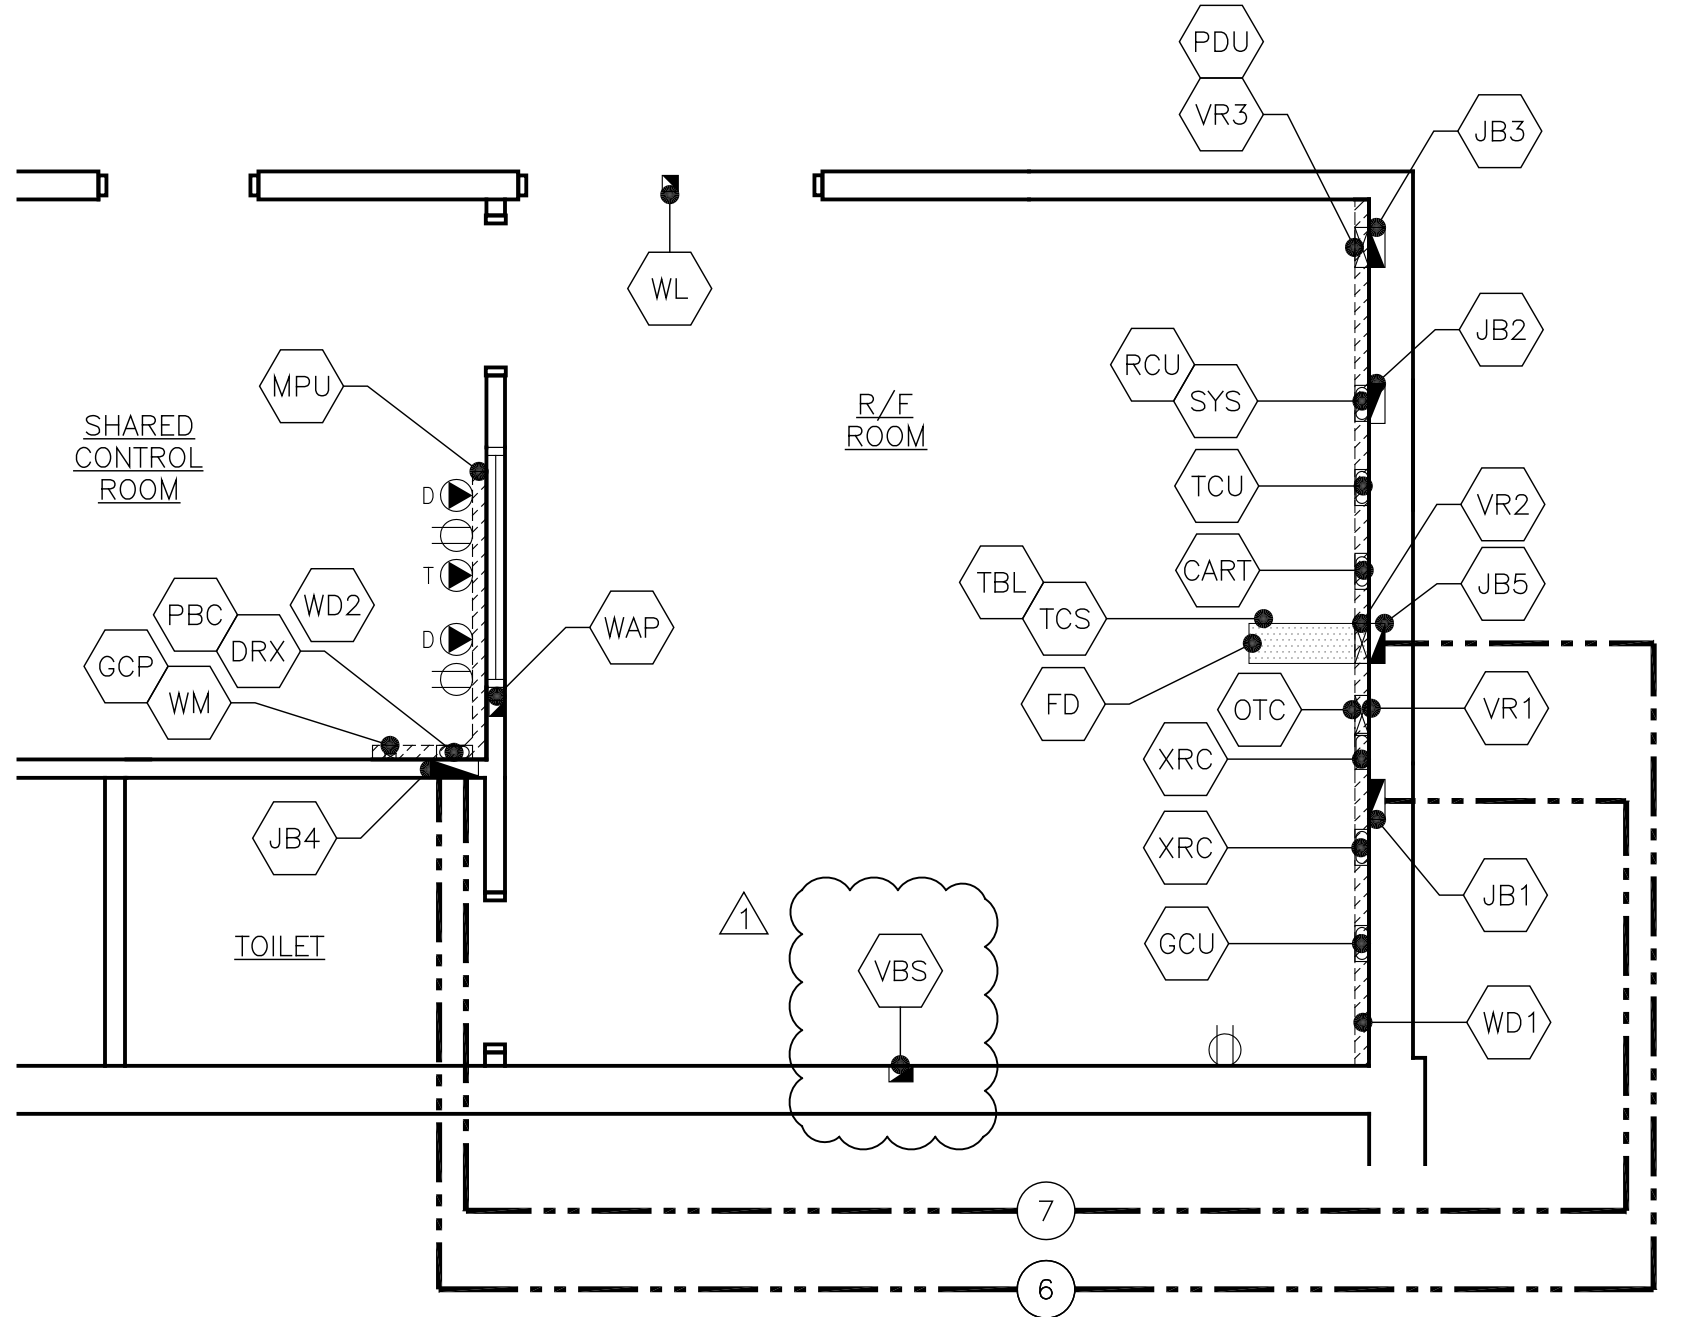 PDU
VR3
JB3
WL
JB2
MPU
RCU
SYS
R/F
ROOM
SHARED
CONTROL
ROOM
TCU
VR2
D
T
D
CART
JB5
TBL
TCS
WD2
PBC
DRX
WAP
GCP
WM
FD
OTC
VR1
XRC
JB4
XRC
JB1
1
TOILET
VBS
GCU
WD1
7
6